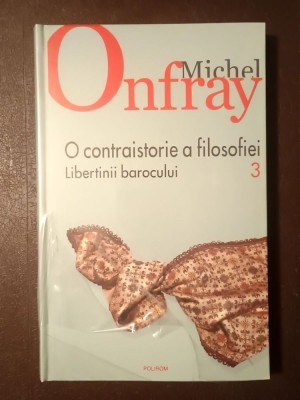 Michel
Onfray
O contraistorie a filosofiei
Libertinii barocului 3
POLIROM